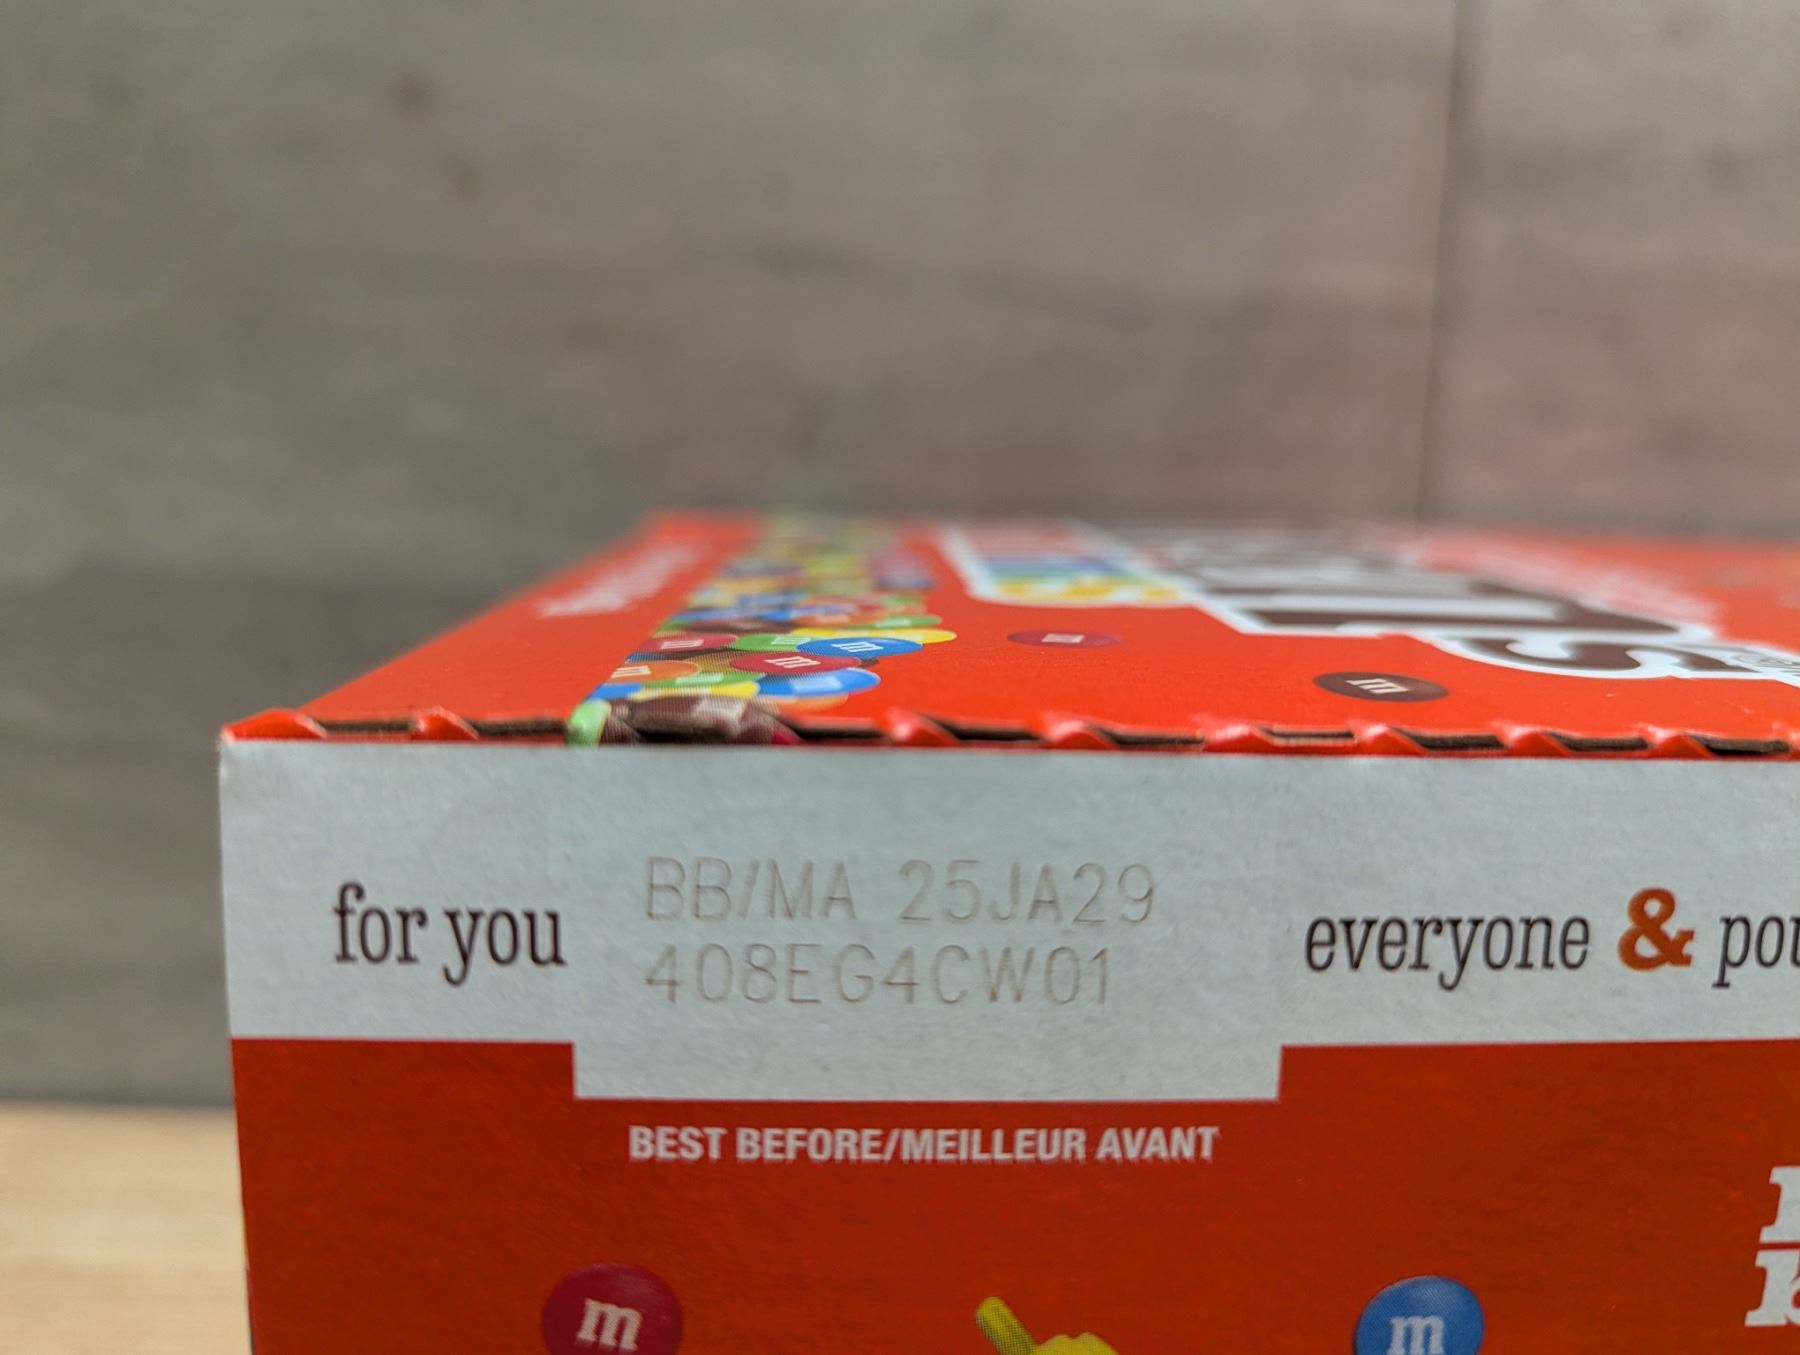 for you
BB/MA 25JA29
408EG4CW01
everyone & pou
BEST BEFORE/MEILLEUR AVANT
m
m
m
m
m
m